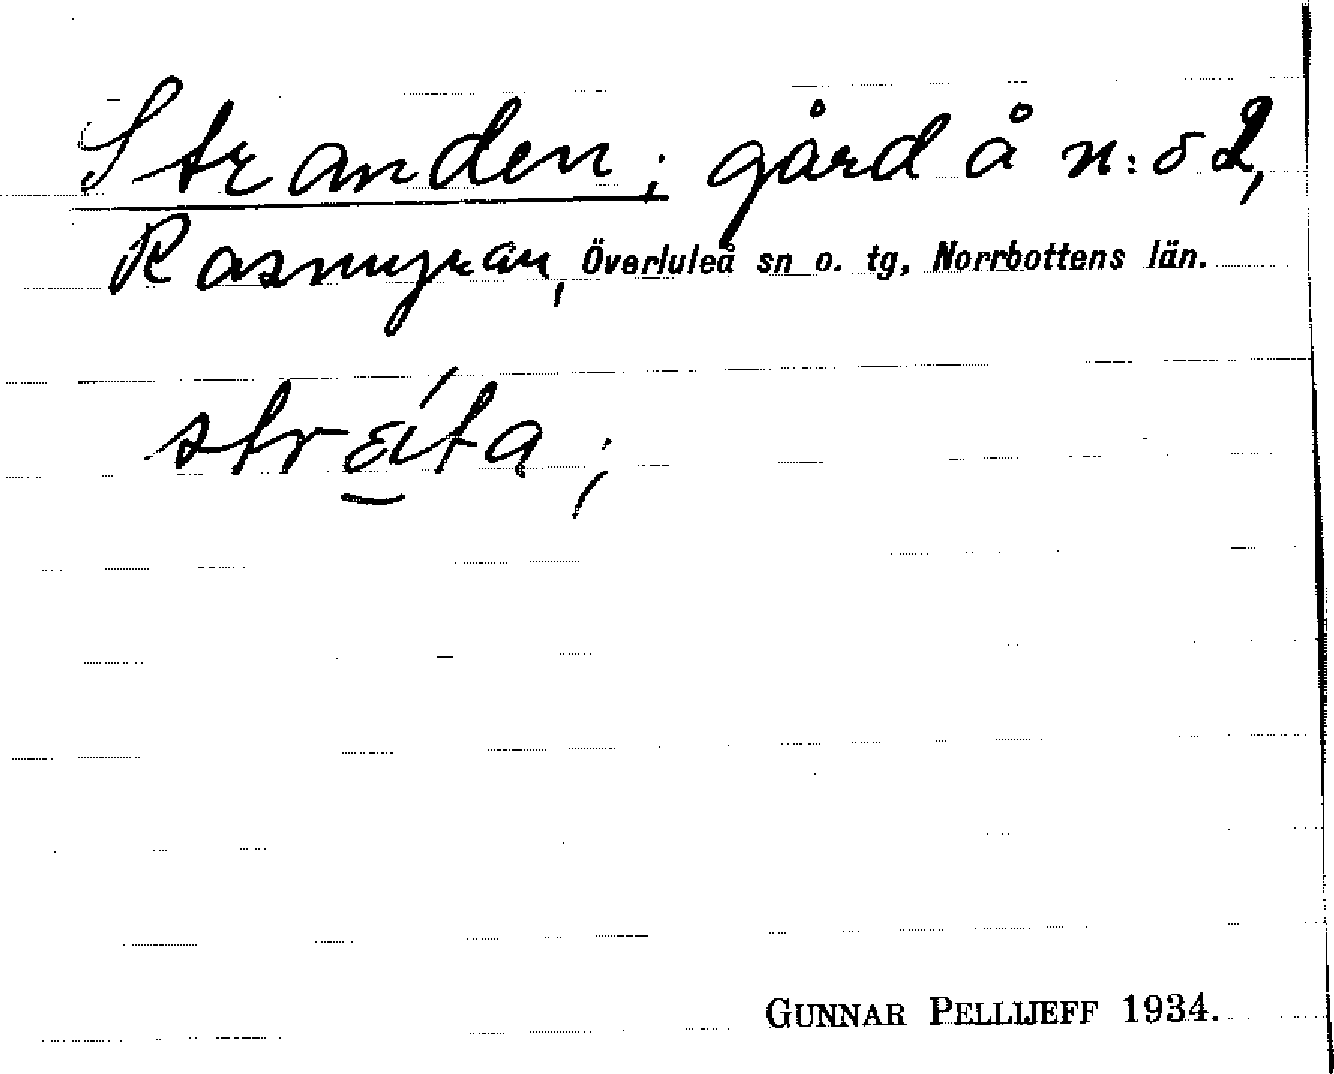 Stranden; gård å n:o 2,
Rasmyran, Överluleå sn o. tg, Norrbottens län.
stráta;
GUNNAR PELLIJEFF 1934.